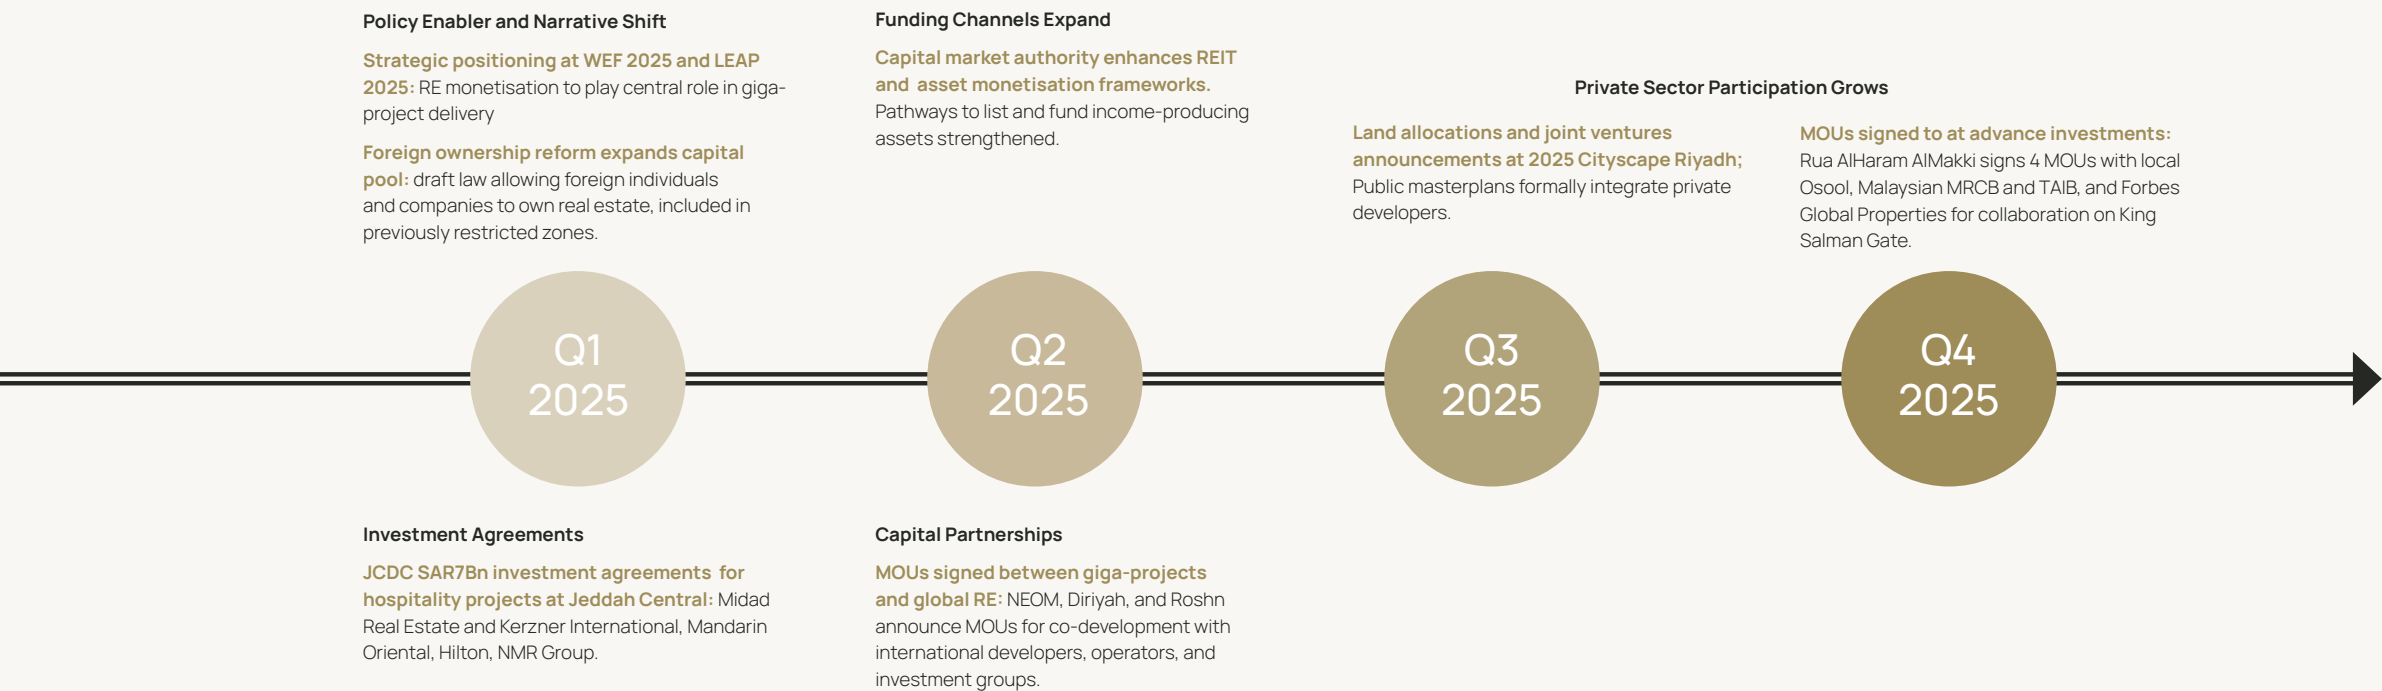 Policy Enabler and Narrative Shift
Strategic positioning at WEF 2025 and LEAP
2025: RE monetisation to play central role in giga-
project delivery
Foreign ownership reform expands capital
pool: draft law allowing foreign individuals
and companies to own real estate, included in
previously restricted zones.
Funding Channels Expand
Capital market authority enhances REIT
and  asset monetisation frameworks.
Pathways to list and fund income-producing
assets strengthened.
Private Sector Participation Grows
Land allocations and joint ventures
announcements at 2025 Cityscape Riyadh;
Public masterplans formally integrate private
developers.
MOUs signed to at advance investments:
Rua AlHaram AlMakki signs 4 MOUs with local
Osool, Malaysian MRCB and TAIB, and Forbes
Global Properties for collaboration on King
Salman Gate.
Q1
2025
Q2
2025
Q3
2025
Q4
2025
Investment Agreements
JCDC SAR7Bn investment agreements  for
hospitality projects at Jeddah Central: Midad
Real Estate and Kerzner International, Mandarin
Oriental, Hilton, NMR Group.
Capital Partnerships
MOUs signed between giga-projects
and global RE: NEOM, Diriyah, and Roshn
announce MOUs for co-development with
international developers, operators, and
investment groups.